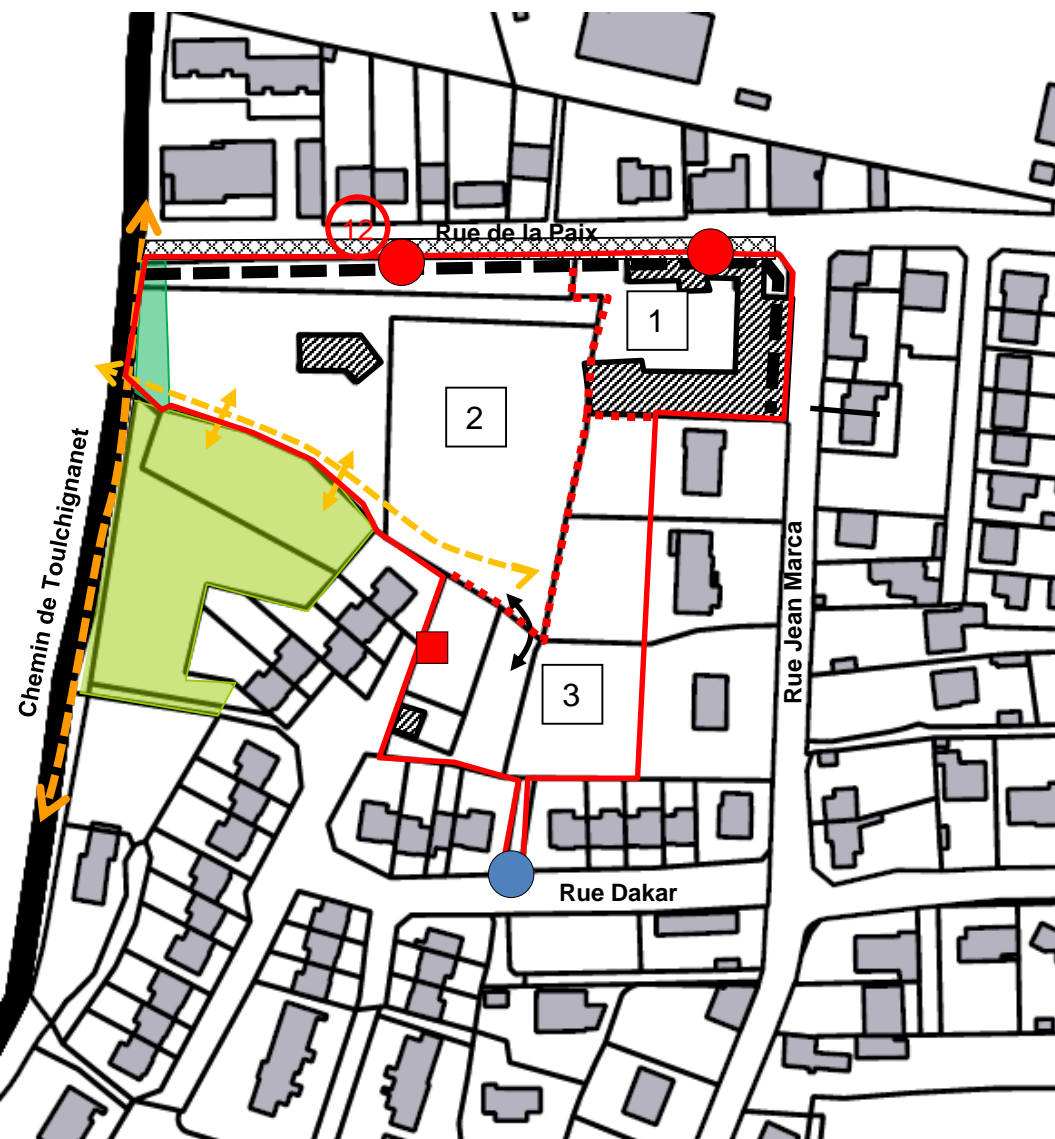 12
Rue de la Paix
1
2
Chemin de Toulchignanet
Rue Jean Marca
3
Rue Dakar